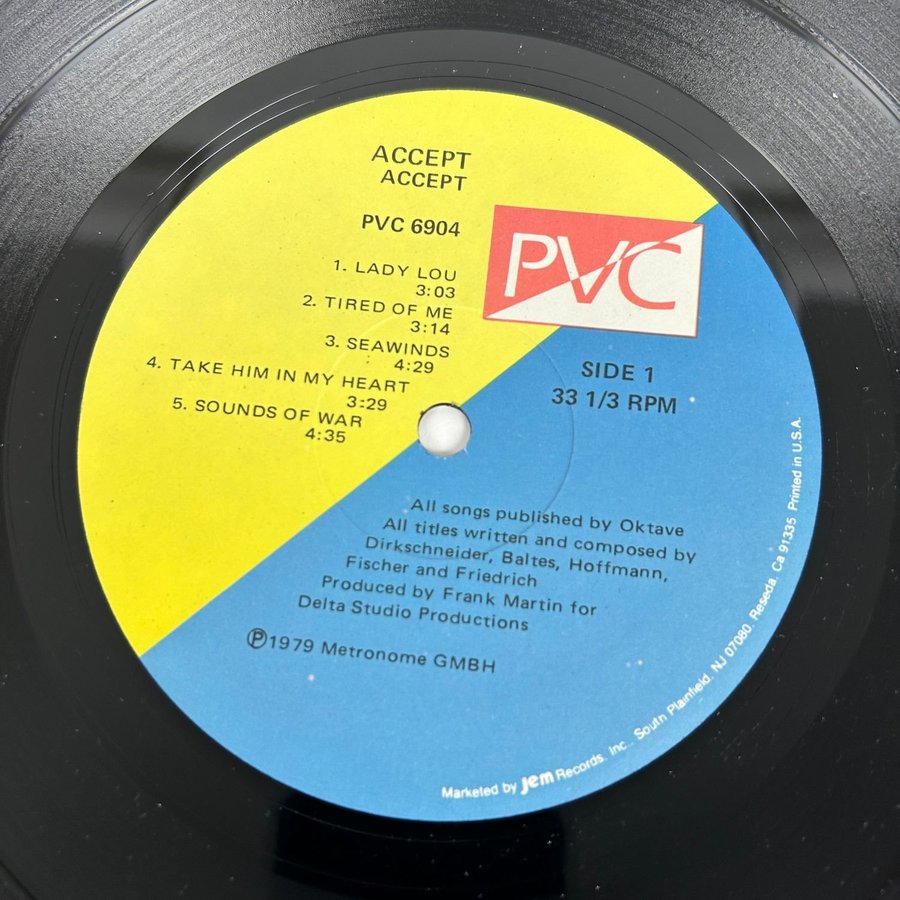 ACCEPT
ACCEPT
PVC 6904
1. LADY LOU
3:03
2. TIRED OF ME
3:14
3. SEAWINDS
4:29
4. TAKE HIM IN MY HEART
3:29
5. SOUNDS OF WAR
4:35
PVC
SIDE 1
33 1/3 RPM
All songs published by Oktave
All titles written and composed by
Dirkschneider, Baltes, Hoffmann,
Fischer and Friedrich
Produced by Frank Martin for
Delta Studio Productions
Ⓟ1979 Metronome GMBH
Marketed by Jem Records, Inc., South Plainfield, NJ 07080. Reseda, Ca 91335 Printed in U.S.A.